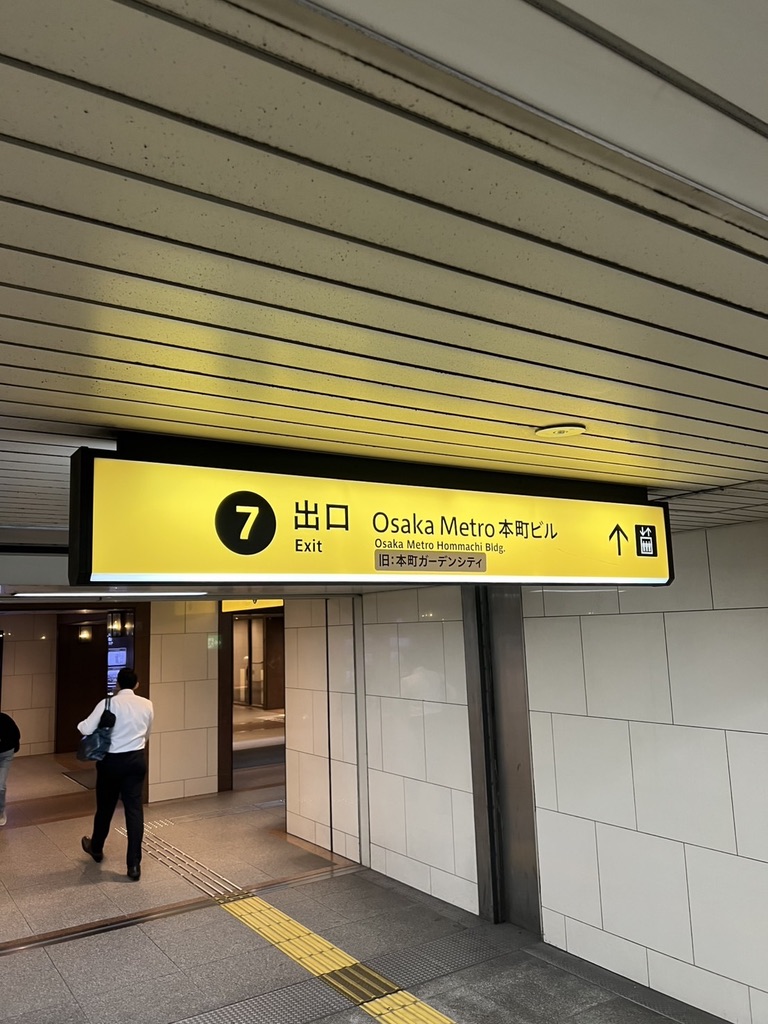 7 出口 Exit
Osaka Metro 本町ビル
Osaka Metro Hommachi Bldg.
旧:本町ガーデンシティ